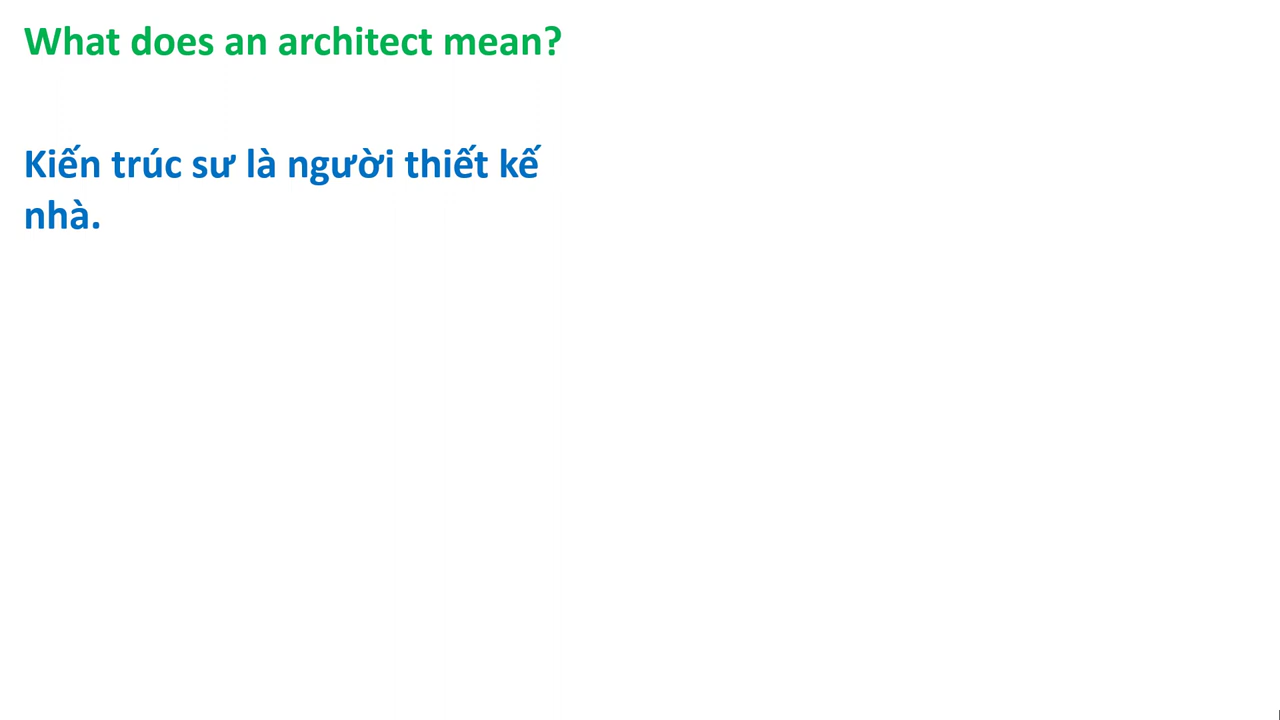 What does an architect mean?
Kiến trúc sư là người thiết kế
nhà.